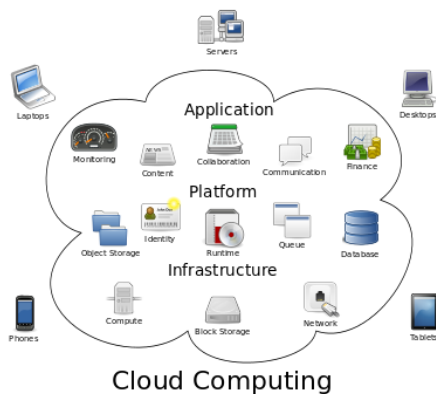 Servers
Laptops
Desktops
Application
Monitoring
NEWS
Content
Collaboration
Communication
Finance
Platform
Object Storage
Identity
Runtime
Queue
Database
Infrastructure
Compute
Block Storage
Network
Phones
Tablets
Cloud Computing